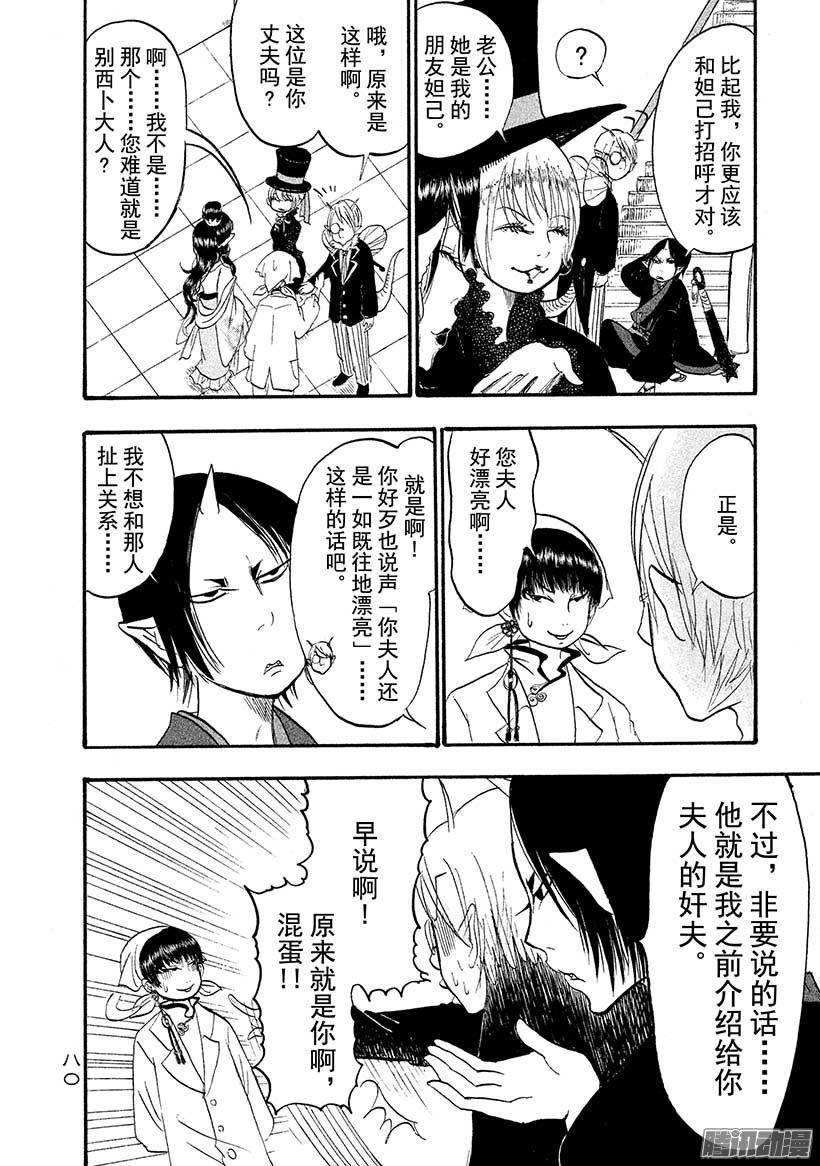 比起我，你更应该
和妲己打招呼才对。
？
老公……
她是我的
朋友妲己。
哦，原来是
这样啊。
这位是你
丈夫吗？
啊……我不是……
那个……您难道就是
别西卜大人？
正是。
您夫人
好漂亮啊……
就是啊！
你好歹也说声「你夫人还
是一如既往地漂亮」……
这样的话吧。
我不想和那人
扯上关系……
不过，非要说的话……
他就是我之前介绍给你
夫人的奸夫。
早说啊！
原来就是你啊，
混蛋!!
八〇
腾讯动漫